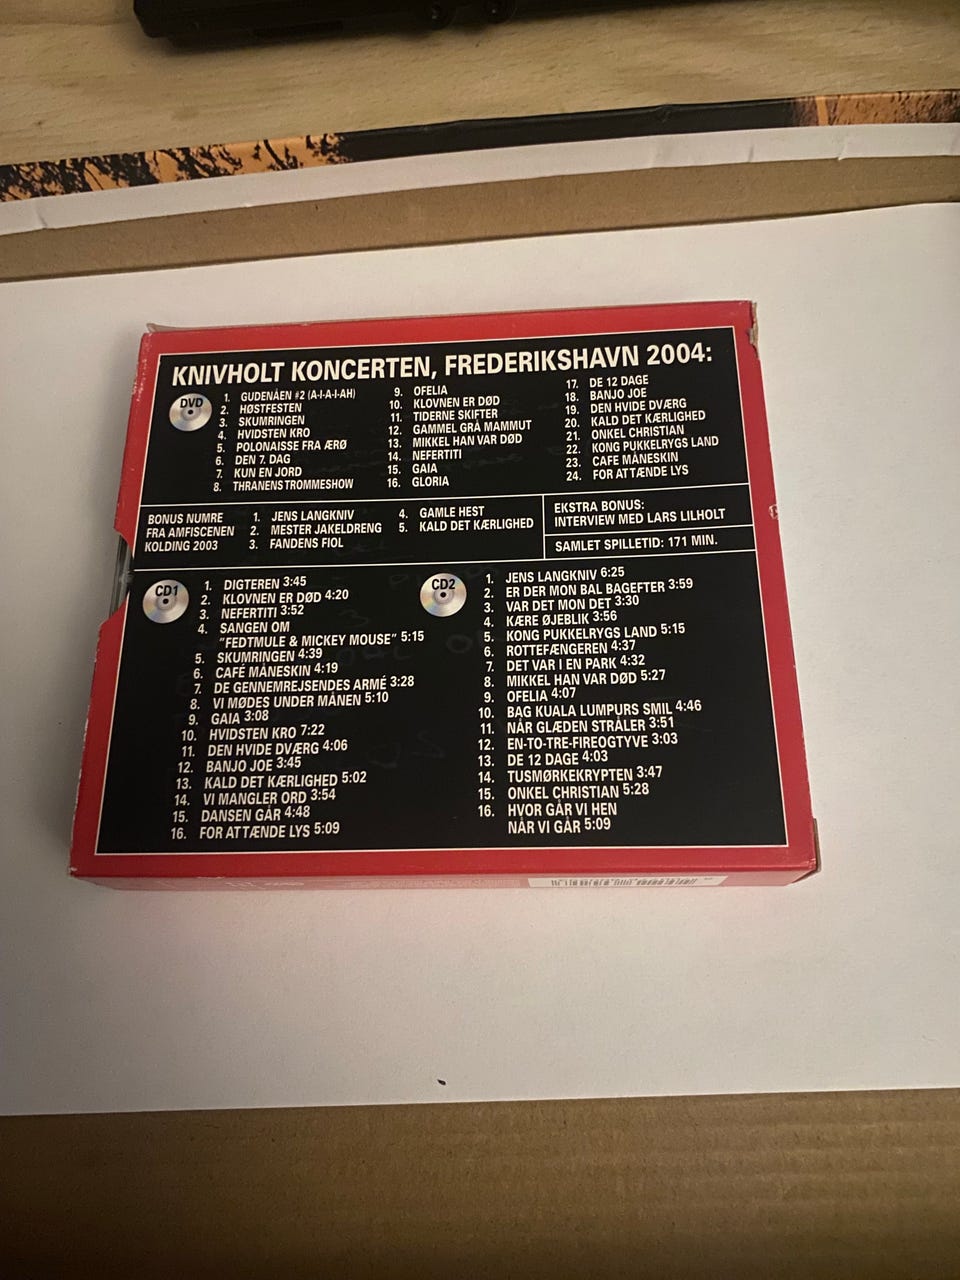 KNIVHOLT KONCERTEN, FREDERIKSHAVN 2004:
DVD
1. GUDENÅEN #2 (A-I-A-I-AH)
2. HØSTFESTEN
3. SKUMRINGEN
4. HVIDSTEN KRO
5. POLONAISSE FRA ÆRØ
6. DEN 7. DAG
7. KUN EN JORD
8. THRANENS TROMMESHOW
9. OFELIA
10. KLOVNEN ER DØD
11. TIDERNE SKIFTER
12. GAMMEL GRÅ MAMMUT
13. MIKKEL HAN VAR DØD
14. NEFERTITI
15. GAIA
16. GLORIA
17. DE 12 DAGE
18. BANJO JOE
19. DEN HVIDE DVÆRG
20. KALD DET KÆRLIGHED
21. ONKEL CHRISTIAN
22. KONG PUKKELRYGS LAND
23. CAFE MÅNESKIN
24. FOR AT TÆNDE LYS
BONUS NUMRE
FRA AMFISCENEN
KOLDING 2003
1. JENS LANGKNIV
2. MESTER JAKELDRENG
3. FANDENS FIOL
4. GAMLE HEST
5. KALD DET KÆRLIGHED
EKSTRA BONUS:
INTERVIEW MED LARS LILHOLT
SAMLET SPILLETID: 171 MIN.
CD1
1. DIGTEREN 3:45
2. KLOVNEN ER DØD 4:20
3. NEFERTITI 3:52
4. SANGEN OM
"FEDTMULE & MICKEY MOUSE" 5:15
5. SKUMRINGEN 4:39
6. CAFÉ MÅNESKIN 4:19
7. DE GENNEMREJSENDES ARMÉ 3:28
8. VI MØDES UNDER MÅNEN 5:10
9. GAIA 3:08
10. HVIDSTEN KRO 7:22
11. DEN HVIDE DVÆRG 4:06
12. BANJO JOE 3:45
13. KALD DET KÆRLIGHED 5:02
14. VI MANGLER ORD 3:54
15. DANSEN GÅR 4:48
16. FOR AT TÆNDE LYS 5:09
CD2
1. JENS LANGKNIV 6:25
2. ER DER MON BAL BAGEFTER 3:59
3. VAR DET MON DET 3:30
4. KÆRE ØJEBLIK 3:56
5. KONG PUKKELRYGS LAND 5:15
6. ROTTEFÆNGEREN 4:37
7. DET VAR I EN PARK 4:32
8. MIKKEL HAN VAR DØD 5:27
9. OFELIA 4:07
10. BAG KUALA LUMPURS SMIL 4:46
11. NÅR GLÆDEN STRÅLER 3:51
12. EN-TO-TRE-FIREOGTYVE 3:03
13. DE 12 DAGE 4:03
14. TUSMØRKEKRYPTEN 3:47
15. ONKEL CHRISTIAN 5:28
16. HVOR GÅR VI HEN
NÅR VI GÅR 5:09